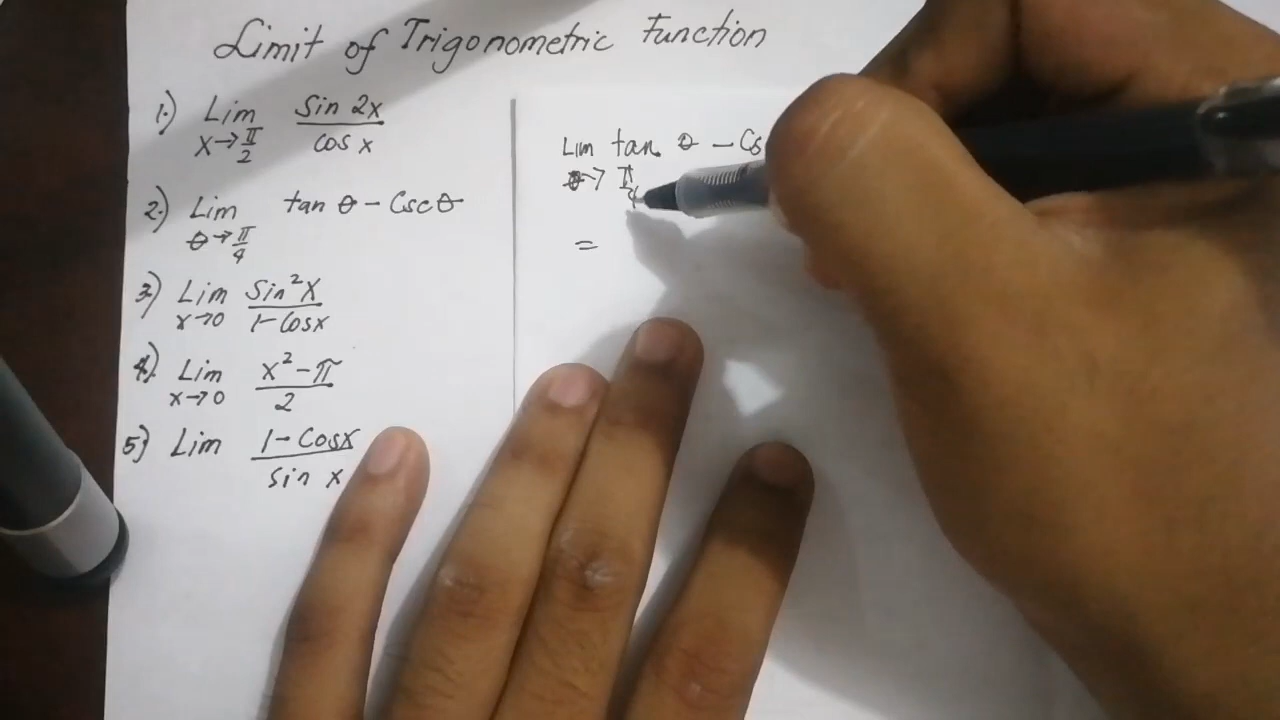 Limit of Trigonometric Function
1.) Lim x→π/2 Sin 2x / cos x
2.) Lim θ→π/4 tan θ - Csc θ
3.) Lim x→0 Sin²X / 1-Cosx
4.) Lim x→0 x²-π / 2
5.) Lim 1-Cosx / sin x
Lim tan θ - Cs
θ→ π/4
=